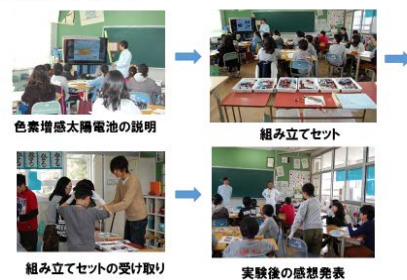 色素増感太陽電池の説明
組み立てセット
組み立てセットの受け取り
実験後の感想発表